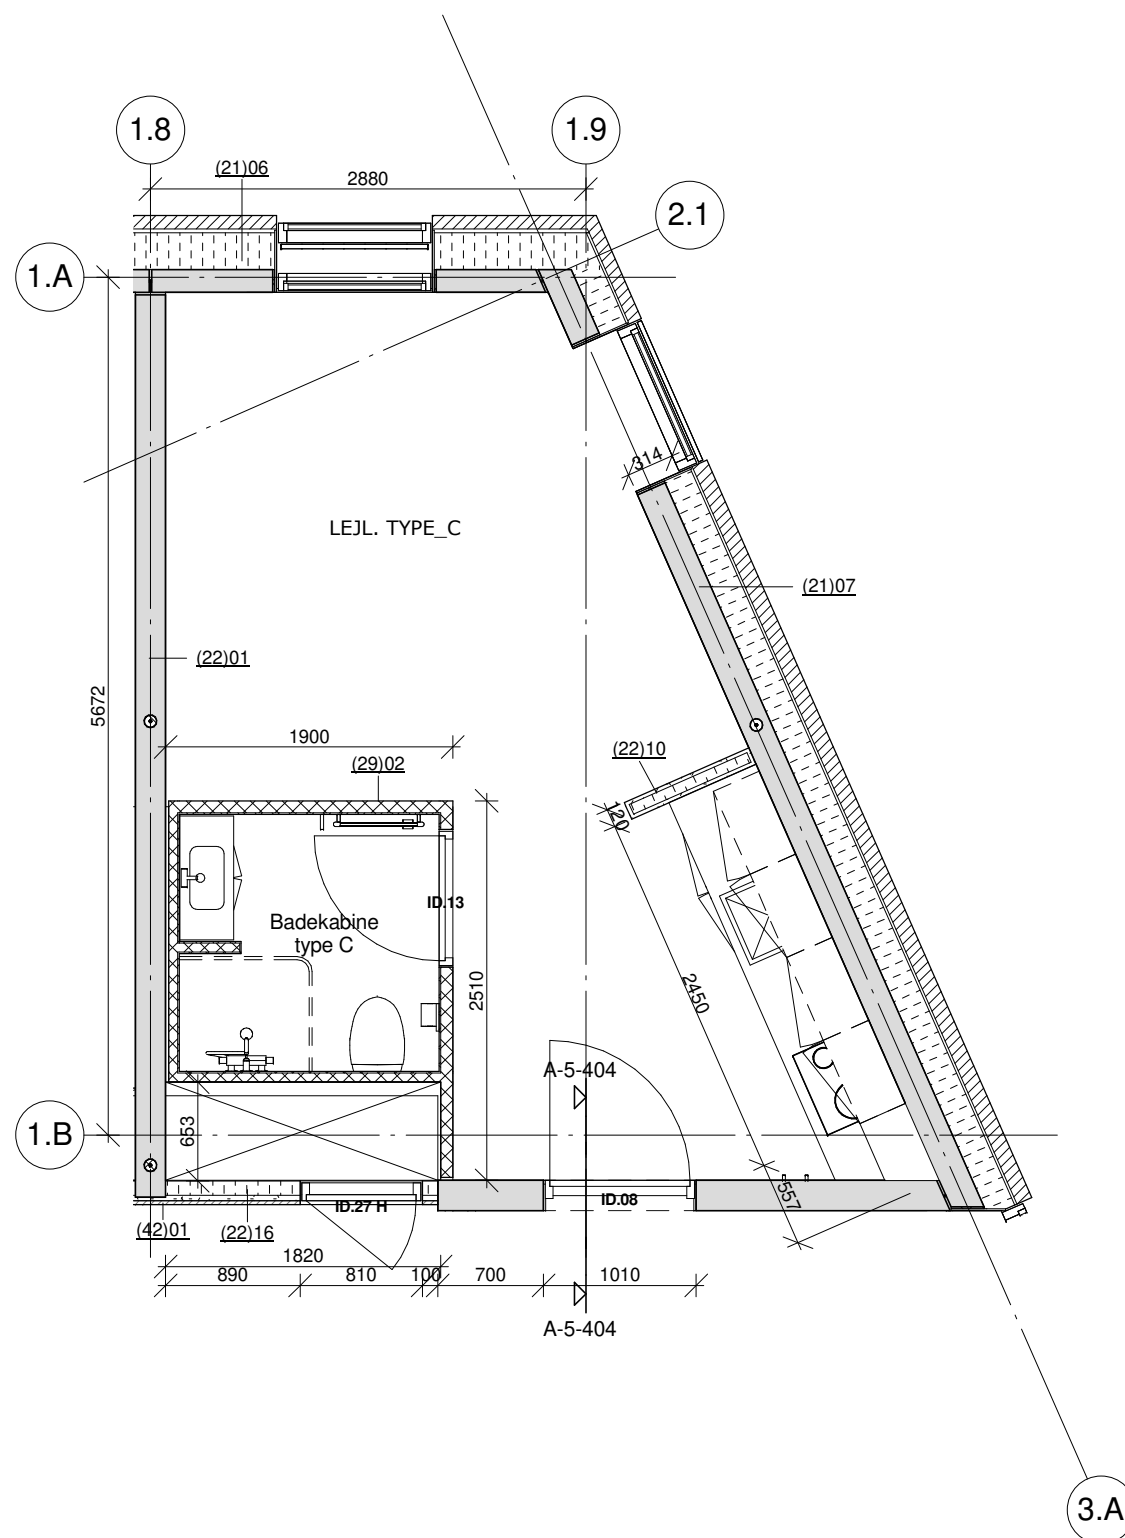 1.8
1.9
(21)06
2880
2.1
1.A
314
LEJL. TYPE_C
(21)07
(22)01
5672
1900
(22)10
(29)02
120
ID.13
Badekabine
type C
2510
2450
A-5-404
653
1.B
557
ID.27 H
ID.08
(42)01
(22)16
1820
890
810
100
700
1010
A-5-404
3.A